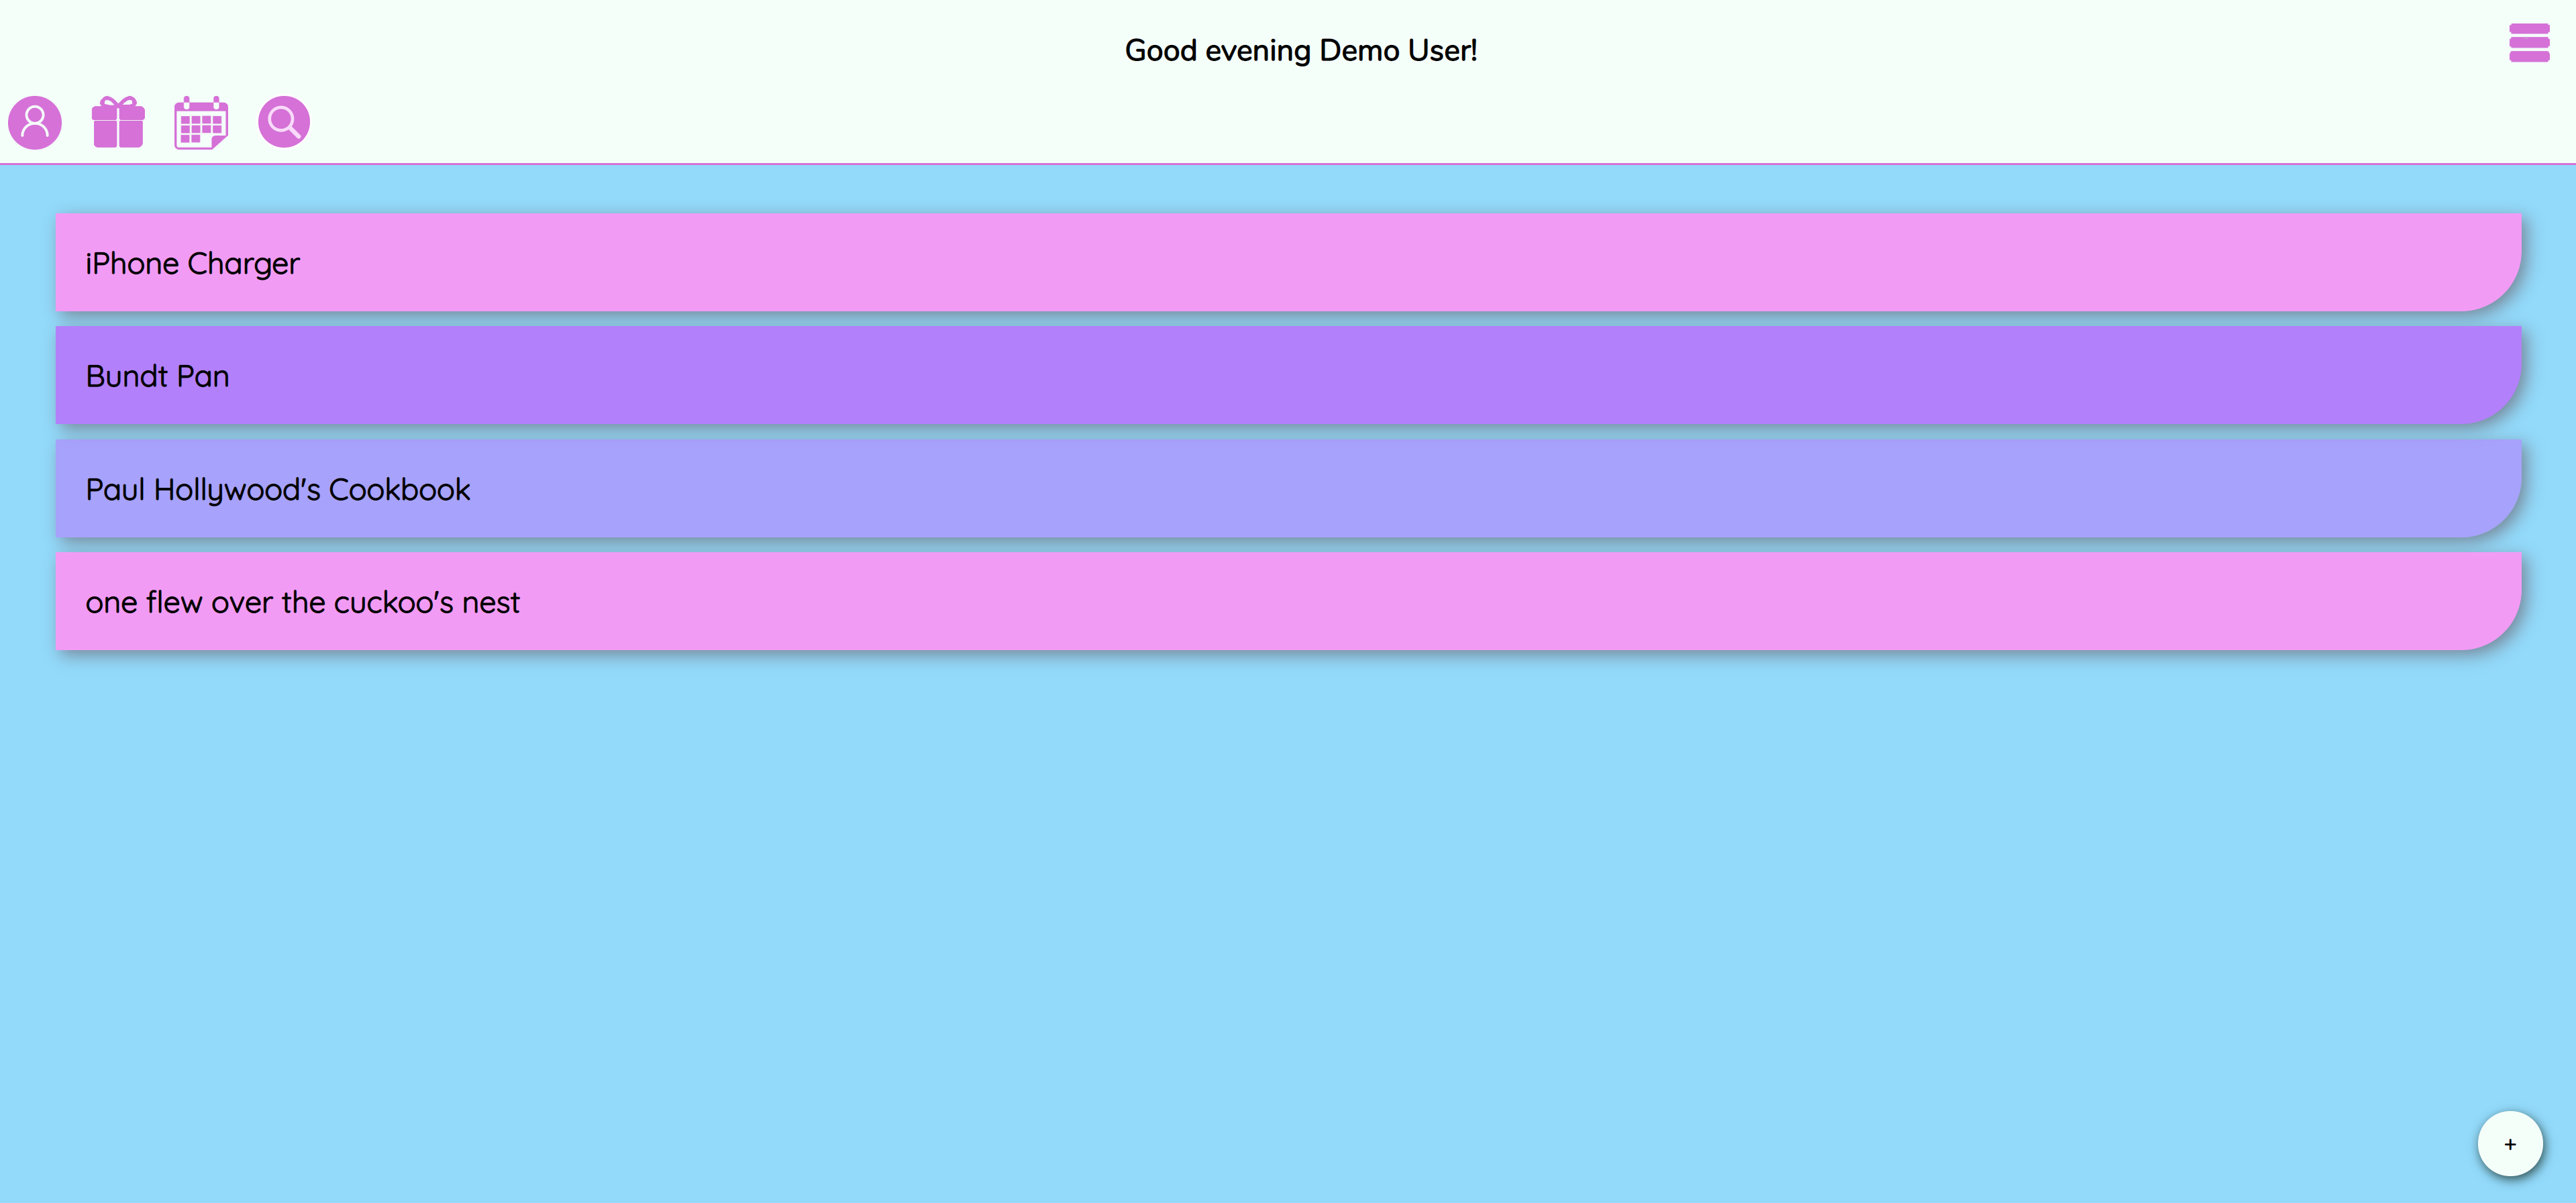 Good evening Demo User!
iPhone Charger
Bundt Pan
Paul Hollywood's Cookbook
one flew over the cuckoo's nest
+